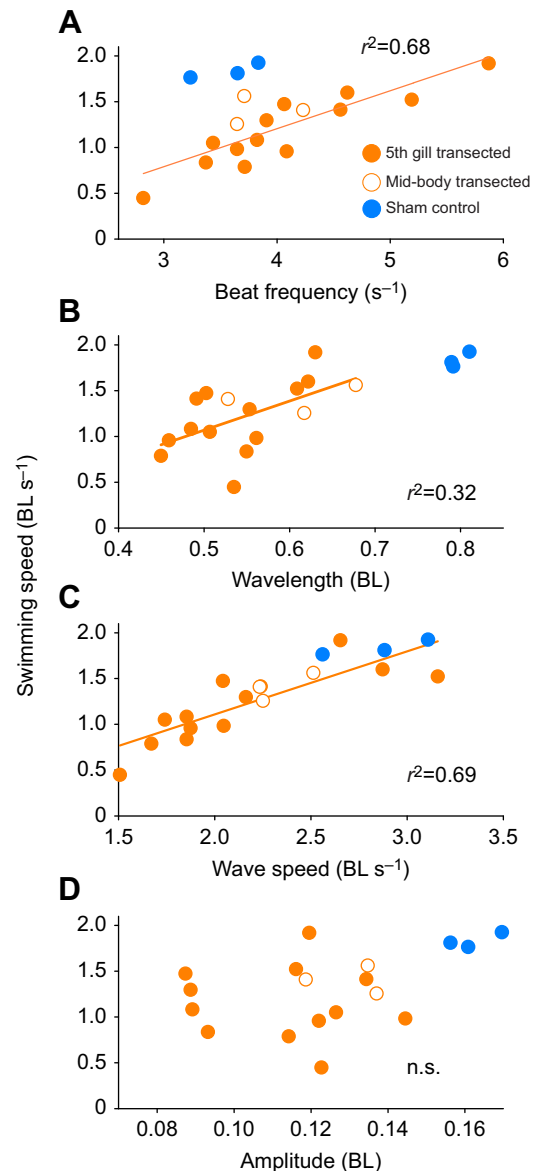 A
r²=0.68
2.0
1.5
1.0
0.5
0
5th gill transected
Mid-body transected
Sham control
3 4 5 6
Beat frequency (s⁻¹)
B
2.0
1.5
1.0
0.5
0
r²=0.32
0.4 0.5 0.6 0.7 0.8
Wavelength (BL)
Swimming speed (BL s⁻¹)
C
2.0
1.5
1.0
0.5
0
r²=0.69
1.5 2.0 2.5 3.0 3.5
Wave speed (BL s⁻¹)
D
2.0
1.5
1.0
0.5
0
n.s.
0.08 0.10 0.12 0.14 0.16
Amplitude (BL)